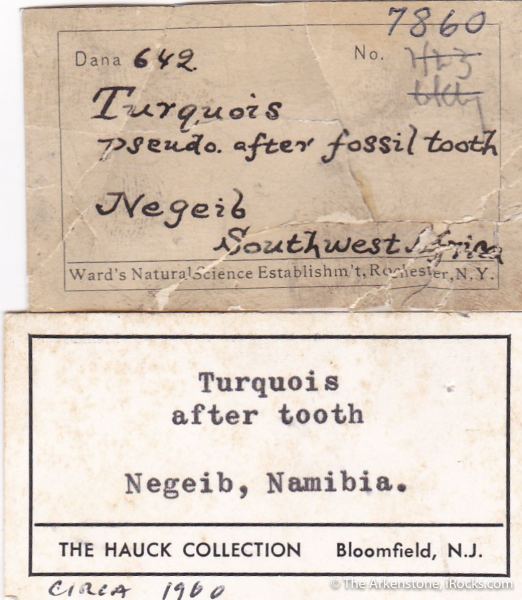 7860
Dana 642
No.
Turquois
pseudo. after fossil tooth
Negeib
Southwest Africa
Ward's Natural Science Establishm't, Rochester, N.Y.
Turquois
after tooth
Negeib, Namibia.
THE HAUCK COLLECTION Bloomfield, N.J.
CIRCA 1960
© The Arkenstone, iRocks.com